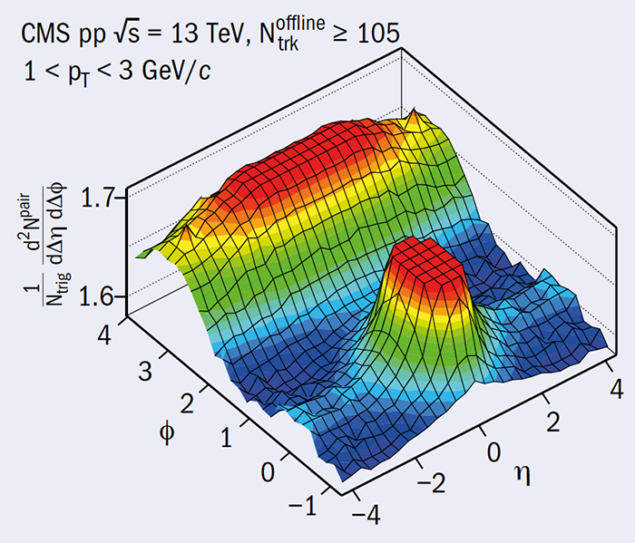 CMS pp √s = 13 TeV, N_trk^offline ≥ 105
1 < p_T < 3 GeV/c
1/N_trig d²N^pair/dΔη dΔϕ
1.7
1.6
4
3
2
1
0
−1
ϕ
−4
−2
0
2
4
η